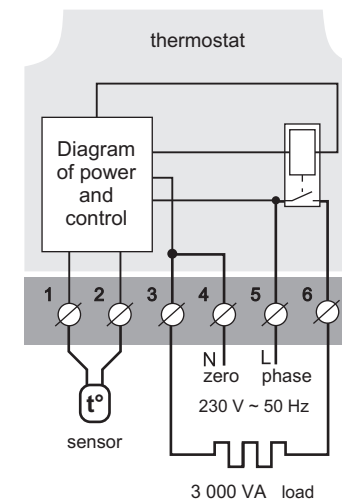 thermostat
Diagram
of power
and
control
1 2 3 4 5 6
N L
zero phase
230 V ~ 50 Hz
t°
sensor
3 000 VA load